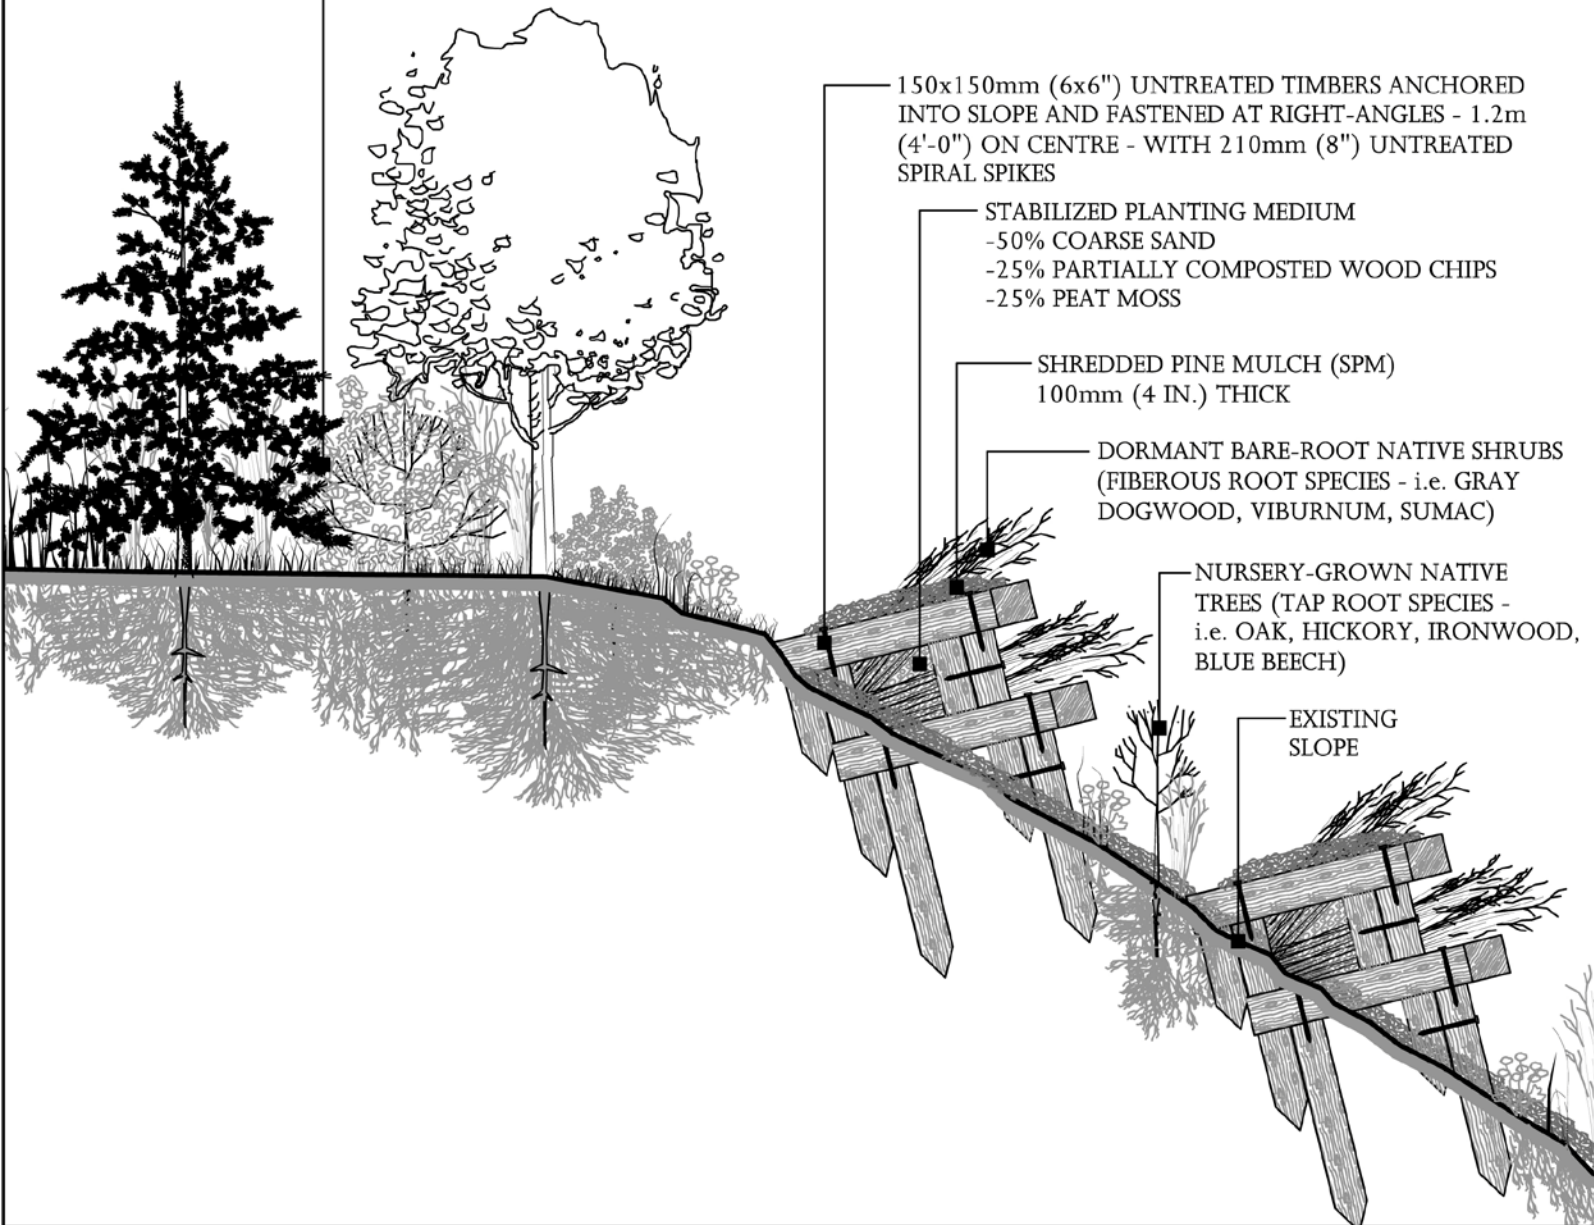 150x150mm (6x6") UNTREATED TIMBERS ANCHORED
INTO SLOPE AND FASTENED AT RIGHT-ANGLES - 1.2m
(4'-0") ON CENTRE - WITH 210mm (8") UNTREATED
SPIRAL SPIKES
STABILIZED PLANTING MEDIUM
-50% COARSE SAND
-25% PARTIALLY COMPOSTED WOOD CHIPS
-25% PEAT MOSS
SHREDDED PINE MULCH (SPM)
100mm (4 IN.) THICK
DORMANT BARE-ROOT NATIVE SHRUBS
(FIBEROUS ROOT SPECIES - i.e. GRAY
DOGWOOD, VIBURNUM, SUMAC)
NURSERY-GROWN NATIVE
TREES (TAP ROOT SPECIES -
i.e. OAK, HICKORY, IRONWOOD,
BLUE BEECH)
EXISTING
SLOPE